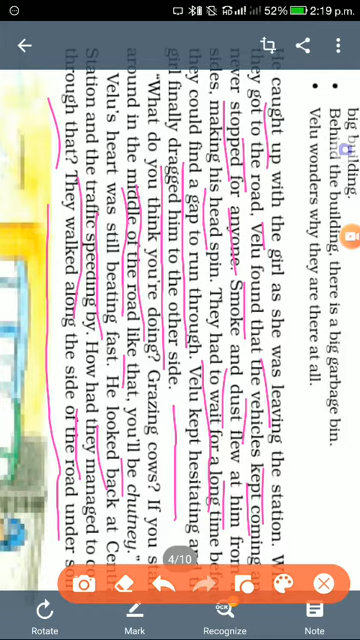 52% 2:19 p.m.
big building.
• Behind the building, there is a big garbage bin.
• Velu wonders why they are there at all.
He caught up with the girl as she was leaving the station. W
they got to the road, Velu found that the vehicles kept coming an
never stopped for anyone. Smoke and dust flew at him from
sides, making his head spin. They had to wait for a long time be
they could find a gap to run through. Velu kept hesitating and
girl finally dragged him to the other side.
"What do you think you're doing? Grazing cows? If you sta
around in the middle of the road like that, you'll be chutney."
Velu's heart was still beating fast. He looked back at Cent
Station and the traffic speeding by. How had they managed to c
through that? They walked along the side of the road under so
4/10
OCR
Rotate
Mark
Recognize
Note